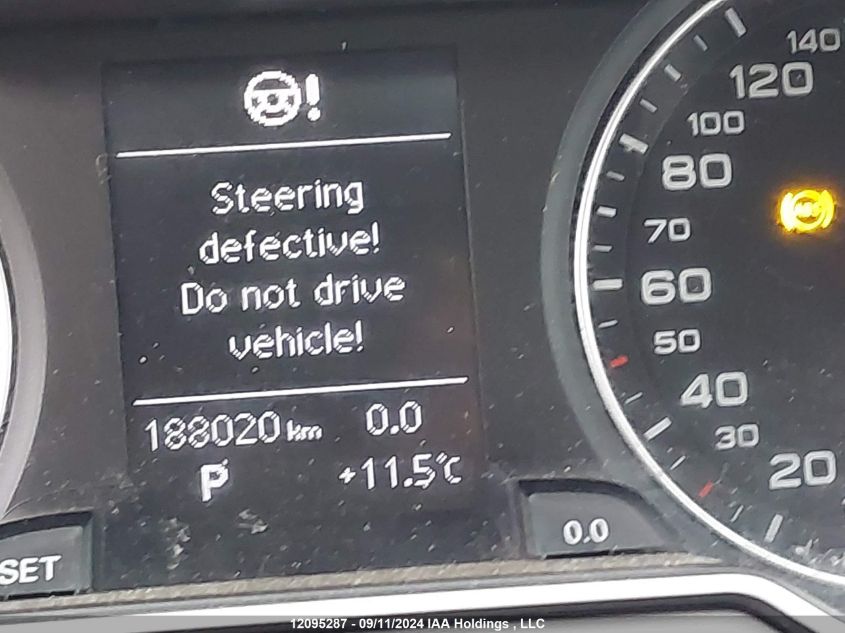 !
Steering
defective!
Do not drive
vehicle!
188020 km 0.0
P +11.5°C
140
120
100
80
70
60
50
40
30
20
SET
0.0
12095287 - 09/11/2024 IAA Holdings , LLC